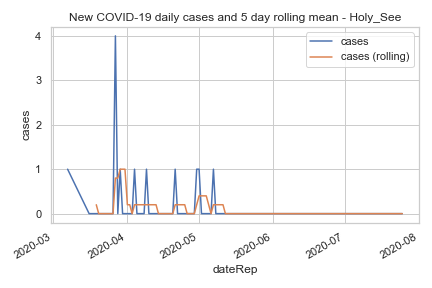 New COVID-19 daily cases and 5 day rolling mean - Holy_See
cases
cases (rolling)
cases
4
3
2
1
0
2020-03
2020-04
2020-05
2020-06
2020-07
2020-08
dateRep